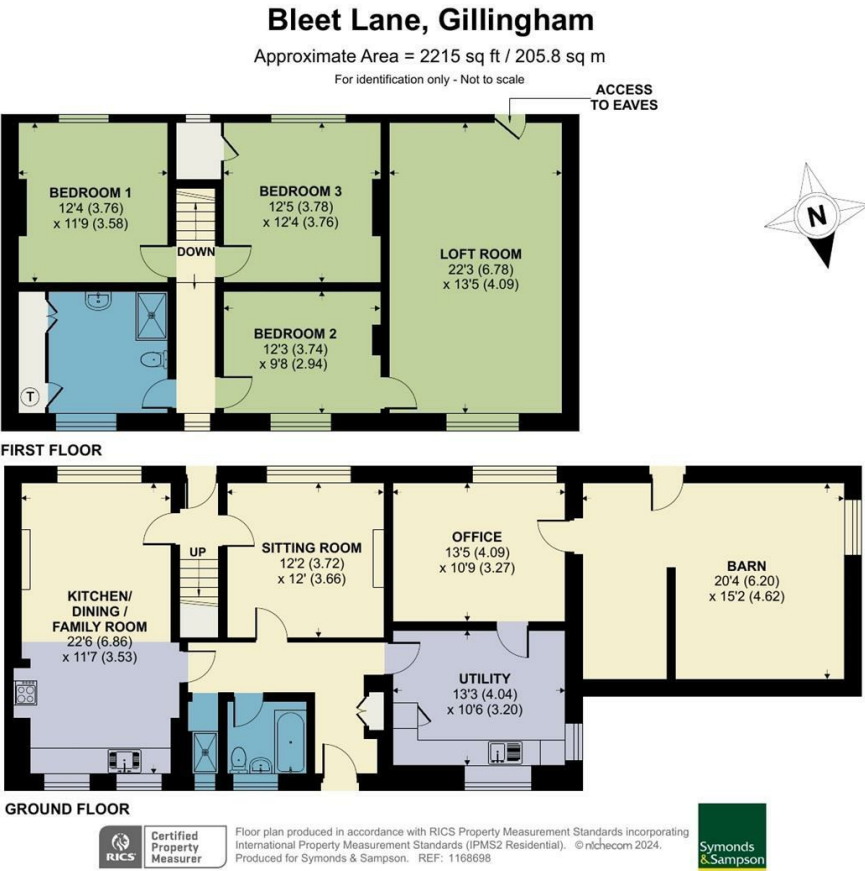 Bleet Lane, Gillingham
Approximate Area = 2215 sq ft / 205.8 sq m
For identification only - Not to scale
ACCESS
TO EAVES
BEDROOM 1
12'4 (3.76)
x 11'9 (3.58)
DOWN
BEDROOM 3
12'5 (3.78)
x 12'4 (3.76)
LOFT ROOM
22'3 (6.78)
x 13'5 (4.09)
N
BEDROOM 2
12'3 (3.74)
x 9'8 (2.94)
T
FIRST FLOOR
KITCHEN/
DINING /
FAMILY ROOM
22'6 (6.86)
x 11'7 (3.53)
UP
SITTING ROOM
12'2 (3.72)
x 12' (3.66)
OFFICE
13'5 (4.09)
x 10'9 (3.27)
BARN
20'4 (6.20)
x 15'2 (4.62)
UTILITY
13'3 (4.04)
x 10'6 (3.20)
GROUND FLOOR
RICS
Certified
Property
Measurer
Floor plan produced in accordance with RICS Property Measurement Standards incorporating
International Property Measurement Standards (IPMS2 Residential). © nichecom 2024.
Produced for Symonds & Sampson. REF: 1168698
Symonds
&Sampson